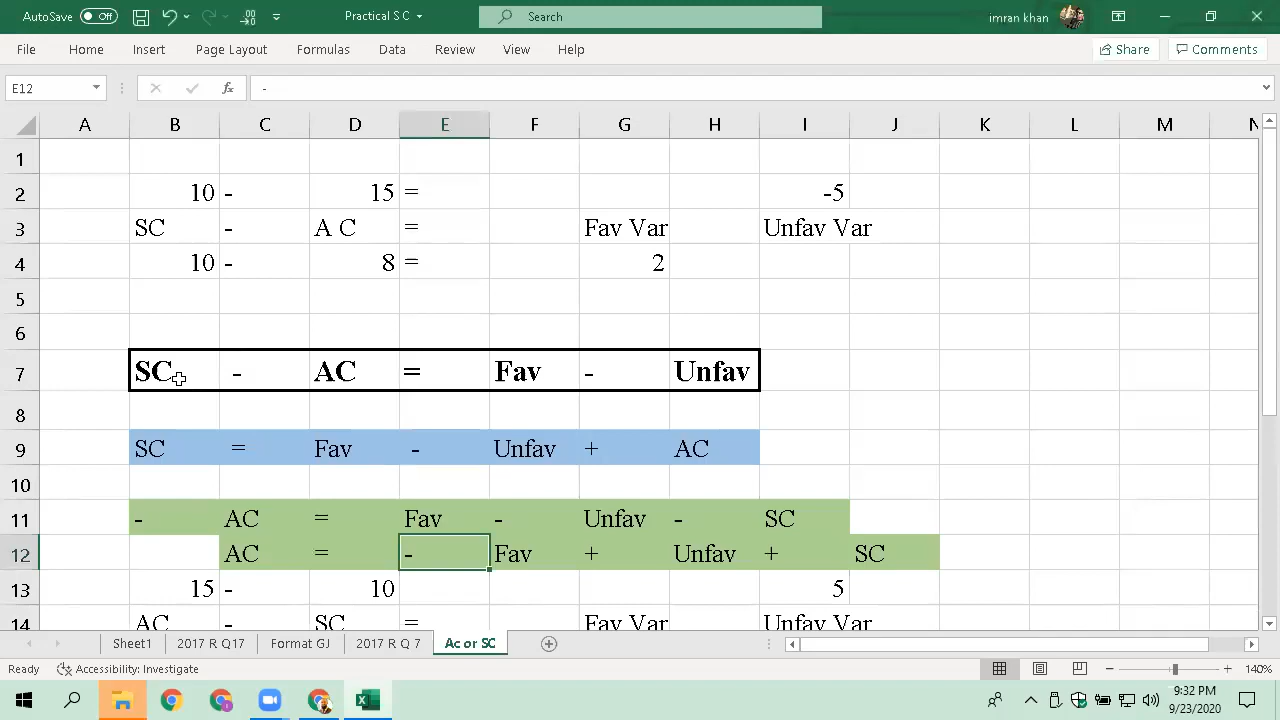 AutoSave Off Practical S C Search imran khan
File Home Insert Page Layout Formulas Data Review View Help Share Comments
E12 fx -
A B C D E F G H I J K L M N
1
2 10 - 15 = -5
3 SC - A C = Fav Var Unfav Var
4 10 - 8 = 2
5
6
7 SC - AC = Fav - Unfav
8
9 SC = Fav - Unfav + AC
10
11 - AC = Fav - Unfav - SC
12 AC = - Fav + Unfav + SC
13 15 - 10 5
14 AC - SC = Fav Var Unfav Var
Sheet1 2017 R Q17 Format GJ 2017 R Q 7 Ac or SC
Ready Accessibility: Investigate 140%
9:32 PM
9/23/2020